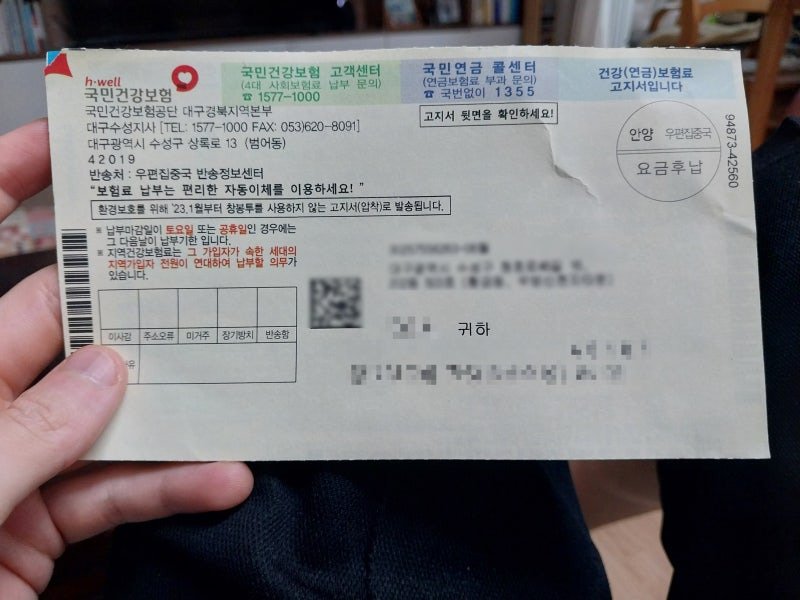 h·well
국민건강보험
국민건강보험 고객센터
(4대 사회보험료 납부 문의)
☎ 1577-1000
국민연금 콜센터
(연금보험료 부과 문의)
☎ 국번없이 1355
건강(연금)보험료
고지서입니다
국민건강보험공단 대구경북지역본부
대구수성지사 [TEL: 1577-1000 FAX: 053)620-8091]
대구광역시 수성구 상록로 13 (범어동)
42019
반송처 : 우편집중국 반송정보센터
"보험료 납부는 편리한 자동이체를 이용하세요! "
환경보호를 위해 '23.1월부터 창봉투를 사용하지 않는 고지서(압착)로 발송됩니다.
고지서 뒷면을 확인하세요!
안양 우편집중국
요금후납
94873-42560
※ 납부마감일이 토요일 또는 공휴일인 경우에는
그 다음날이 납부기한 입니다.
※ 지역건강보험료는 그 가입자가 속한 세대의
지역가입자 전원이 연대하여 납부할 의무가
있습니다.
이사감 주소오류 미거주 장기방치 반송함
귀하